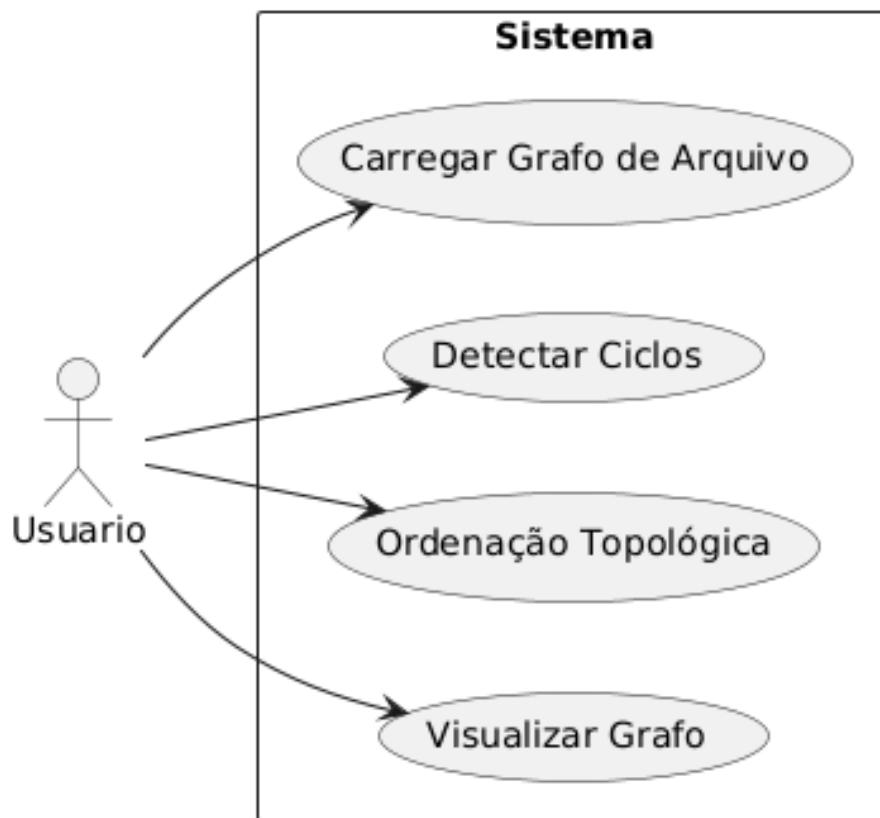 Sistema
Carregar Grafo de Arquivo
Detectar Ciclos
Usuario
Ordenação Topológica
Visualizar Grafo